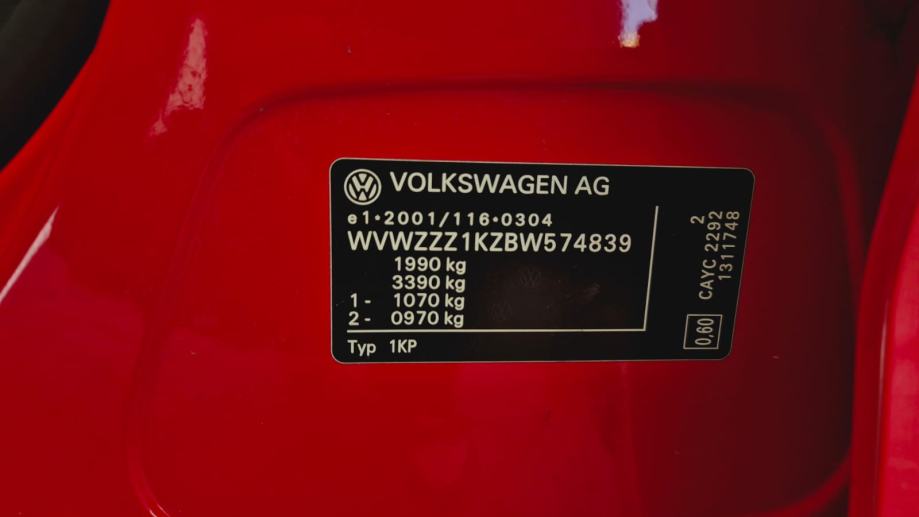 VOLKSWAGEN AG
e1*2001/116*0304
WVWZZZ1KZBW574839
1990 kg
3390 kg
1- 1070 kg
2- 0970 kg
Typ 1KP
2
CAYC 2292
1311748
0,60